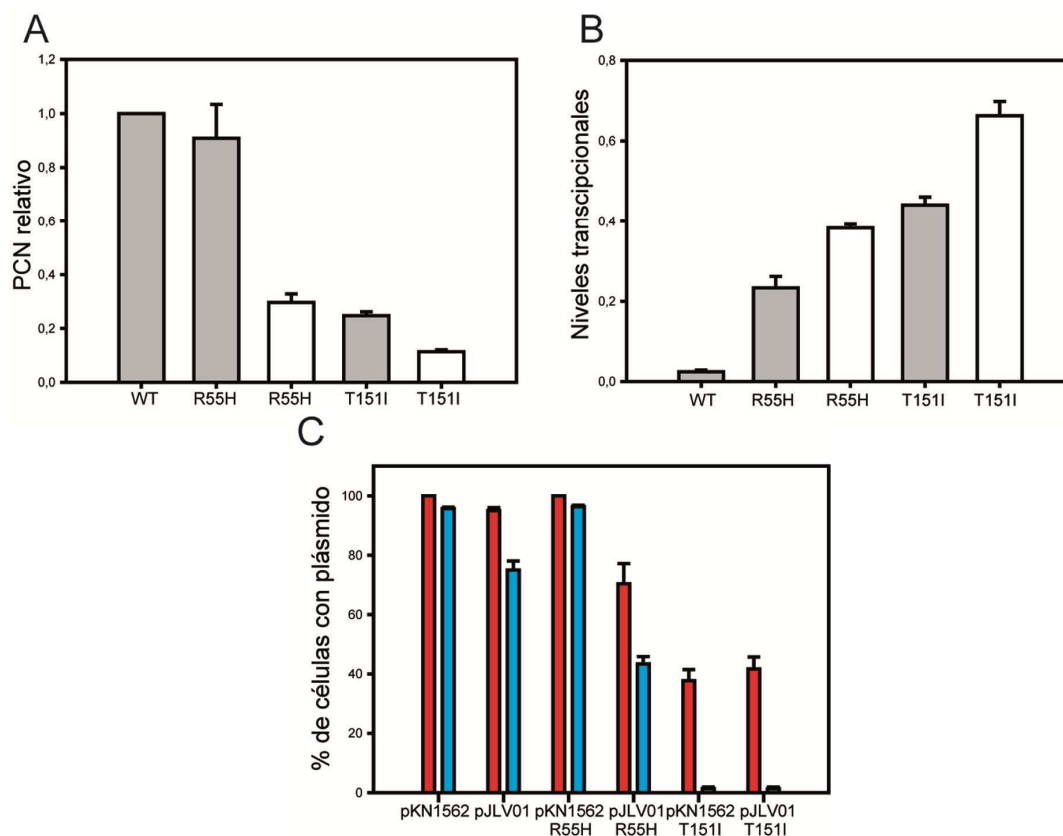 A
PCN relativo
1,2
1,0
0,8
0,6
0,4
0,2
0,0
WT R55H R55H T151I T151I
B
Niveles transcipcionales
0,8
0,6
0,4
0,2
0,0
WT R55H R55H T151I T151I
C
% de células con plásmido
100
80
60
40
20
0
pKN1562 pJLV01 pKN1562 pJLV01 pKN1562 pJLV01
R55H R55H T151I T151I